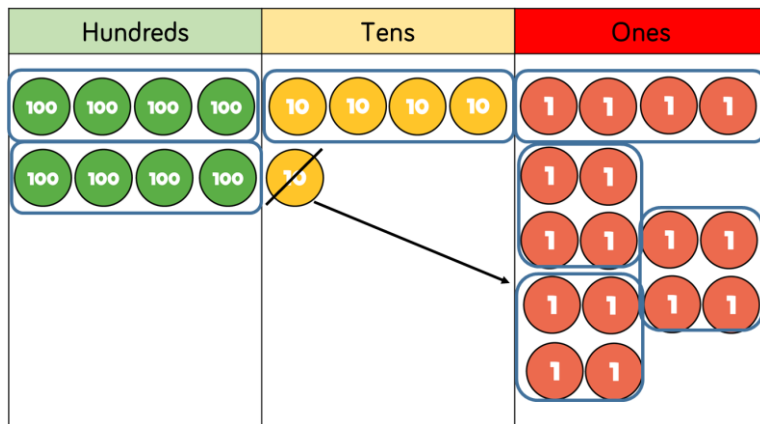 Hundreds Tens Ones
100 100 100 100 10 10 10 10 1 1 1 1
100 100 100 100 10 1 1
1 1 1 1
1 1 1 1
1 1